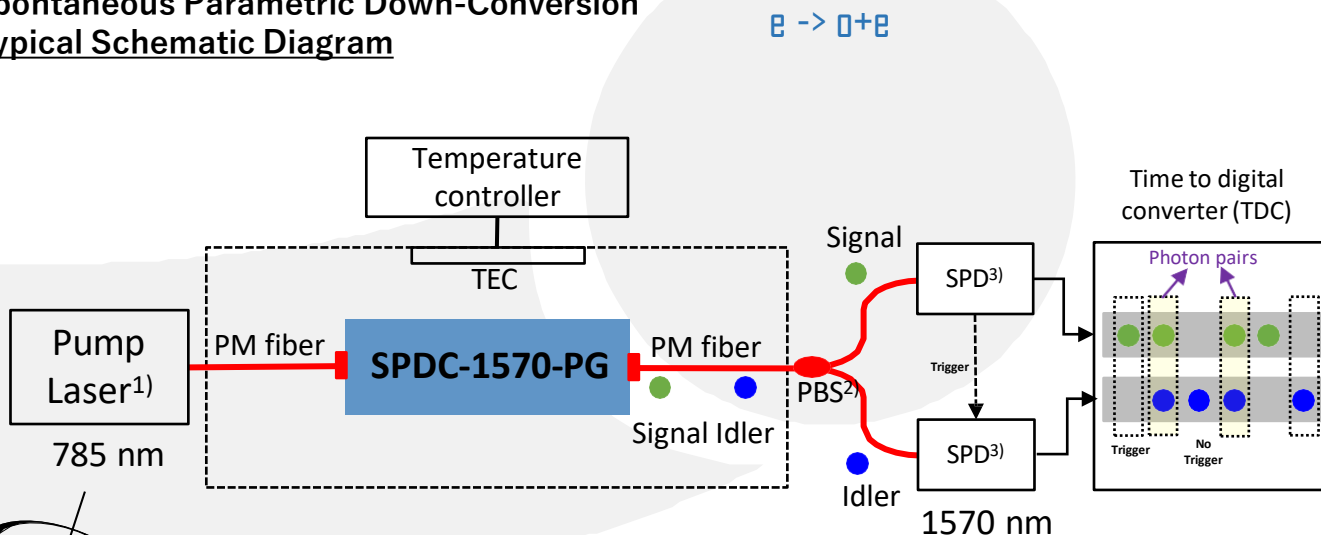 pontaneous Parametric Down-Conversion
ypical Schematic Diagram
e -> o+e
Temperature
controller
TEC
Pump
Laser1)
785 nm
PM fiber
SPDC-1570-PG
PM fiber
Signal Idler
PBS2)
Signal
SPD3)
Trigger
SPD3)
Idler
1570 nm
Time to digital
converter (TDC)
Photon pairs
Trigger
No
Trigger